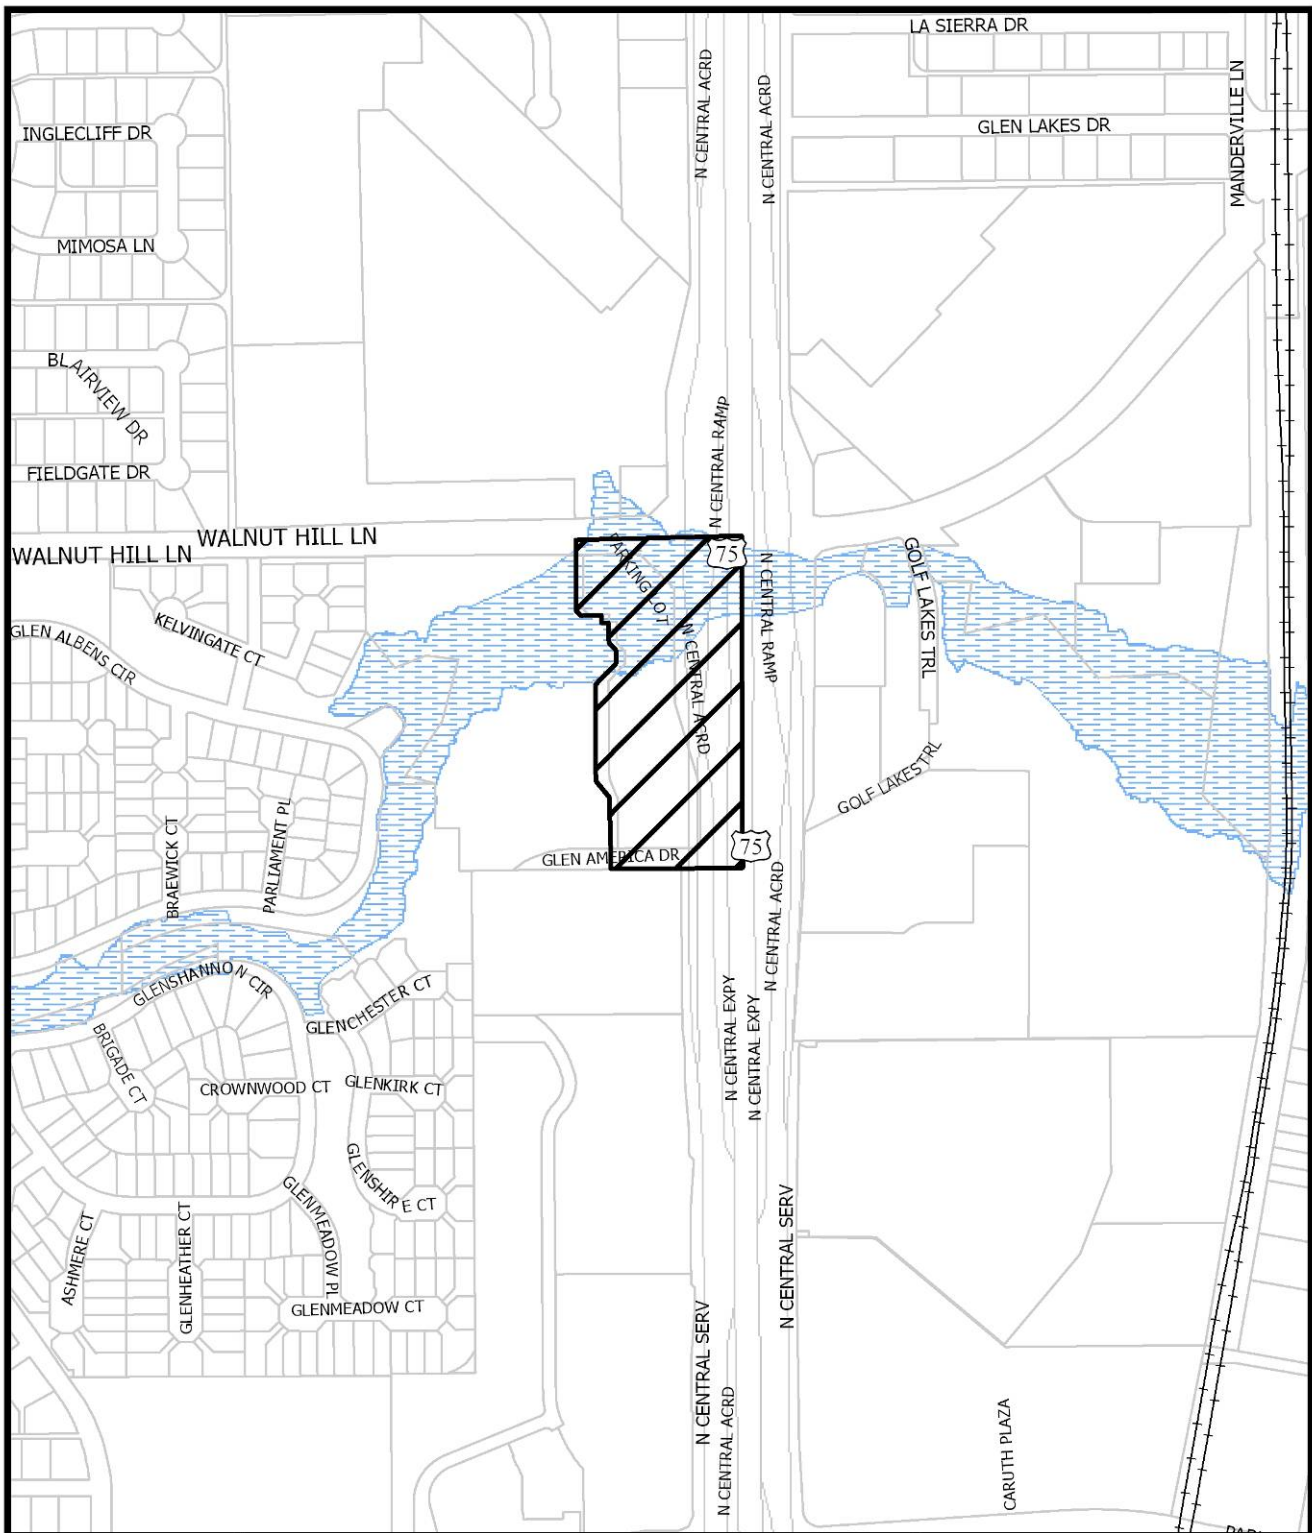 LA SIERRA DR
N CENTRAL ACRD
N CENTRAL ACRD
MANDERVILLE LN
INGLECLIFF DR
GLEN LAKES DR
MIMOSA LN
BLAIRVIEW DR
N CENTRAL RAMP
FIELDGATE DR
WALNUT HILL LN
WALNUT HILL LN
PARKING LOT
75
N CENTRAL RAMP
GOLF LAKES TRL
KELVINGATE CT
GLEN ALBENS CIR
N CENTRAL ACRD
GOLF LAKES TRL
PARLIAMENT PL
BRAEWICK CT
GLEN AMERICA DR
75
N CENTRAL ACRD
GLENSHANNON CIR
GLENCHESTER CT
N CENTRAL EXPY
N CENTRAL EXPY
BRIGADE CT
CROWNWOOD CT
GLENKIRK CT
GLENSHIRE CT
GLENMEADOW PL
ASHMERE CT
GLENHEATHER CT
N CENTRAL SERV
GLENMEADOW CT
N CENTRAL SERV
N CENTRAL ACRD
CARUTH PLAZA